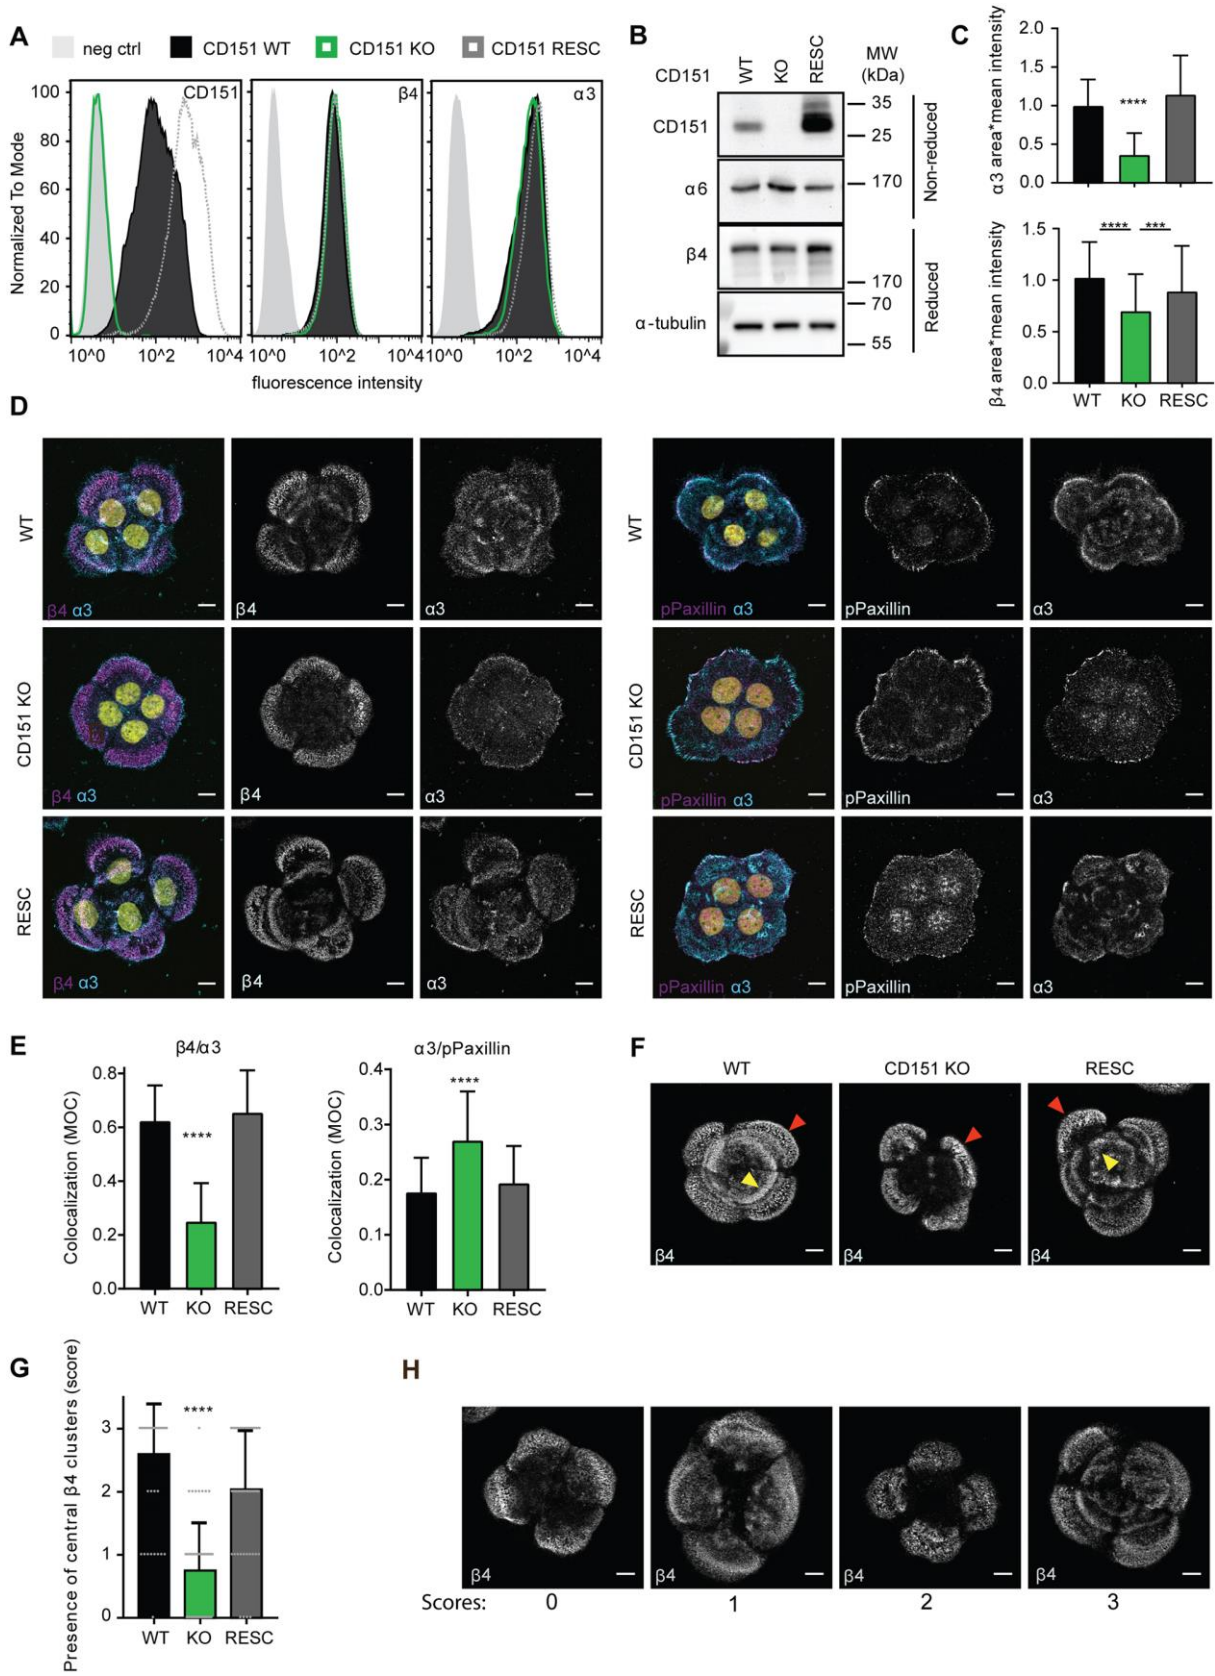 A
neg ctrl
CD151 WT
CD151 KO
CD151 RESC
Normalized To Mode
100
80
60
40
20
0
CD151
β4
α3
10^0 10^2 10^4
10^0 10^2 10^4
10^0 10^2 10^4
fluorescence intensity
B
CD151
WT
KO
RESC
MW
(kDa)
CD151
35
25
α6
170
Non-reduced
β4
170
α-tubulin
70
55
Reduced
C
α3 area*mean intensity
2.0
1.5
1.0
0.5
0.0
****
β4 area*mean intensity
1.5
1.0
0.5
0.0
**** ***
WT KO RESC
D
WT
β4 α3
β4
α3
WT
pPaxillin α3
pPaxillin
α3
CD151 KO
β4 α3
β4
α3
CD151 KO
pPaxillin α3
pPaxillin
α3
RESC
β4 α3
β4
α3
RESC
pPaxillin α3
pPaxillin
α3
E
β4/α3
Colocalization (MOC)
0.8
0.6
0.4
0.2
0.0
****
WT KO RESC
α3/pPaxillin
Colocalization (MOC)
0.4
0.3
0.2
0.1
0.0
****
WT KO RESC
F
WT
CD151 KO
RESC
β4
β4
β4
G
Presence of central β4 clusters (score)
3
2
1
0
****
WT KO RESC
H
β4
β4
β4
β4
Scores: 0 1 2 3